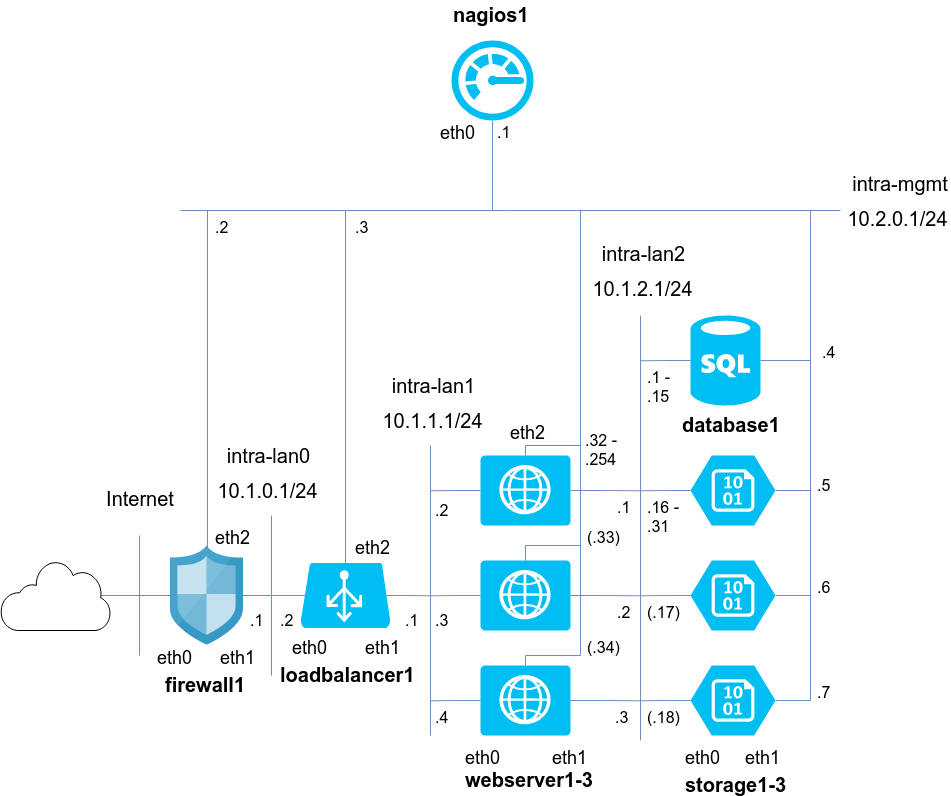 nagios1
eth0
.1
intra-mgmt
10.2.0.1/24
.2
.3
intra-lan2
10.1.2.1/24
SQL
.4
.1 -
.15
database1
intra-lan1
10.1.1.1/24
eth2
.32 -
.254
intra-lan0
10.1.0.1/24
Internet
.2
.1
.16 -
.31
10
01
.5
eth2
eth2
(.33)
.1
.2
.1
.3
.2
(.17)
10
01
.6
eth0
eth1
firewall1
eth0
eth1
loadbalancer1
(.34)
.4
.3
(.18)
10
01
.7
eth0
eth1
webserver1-3
eth0
eth1
storage1-3